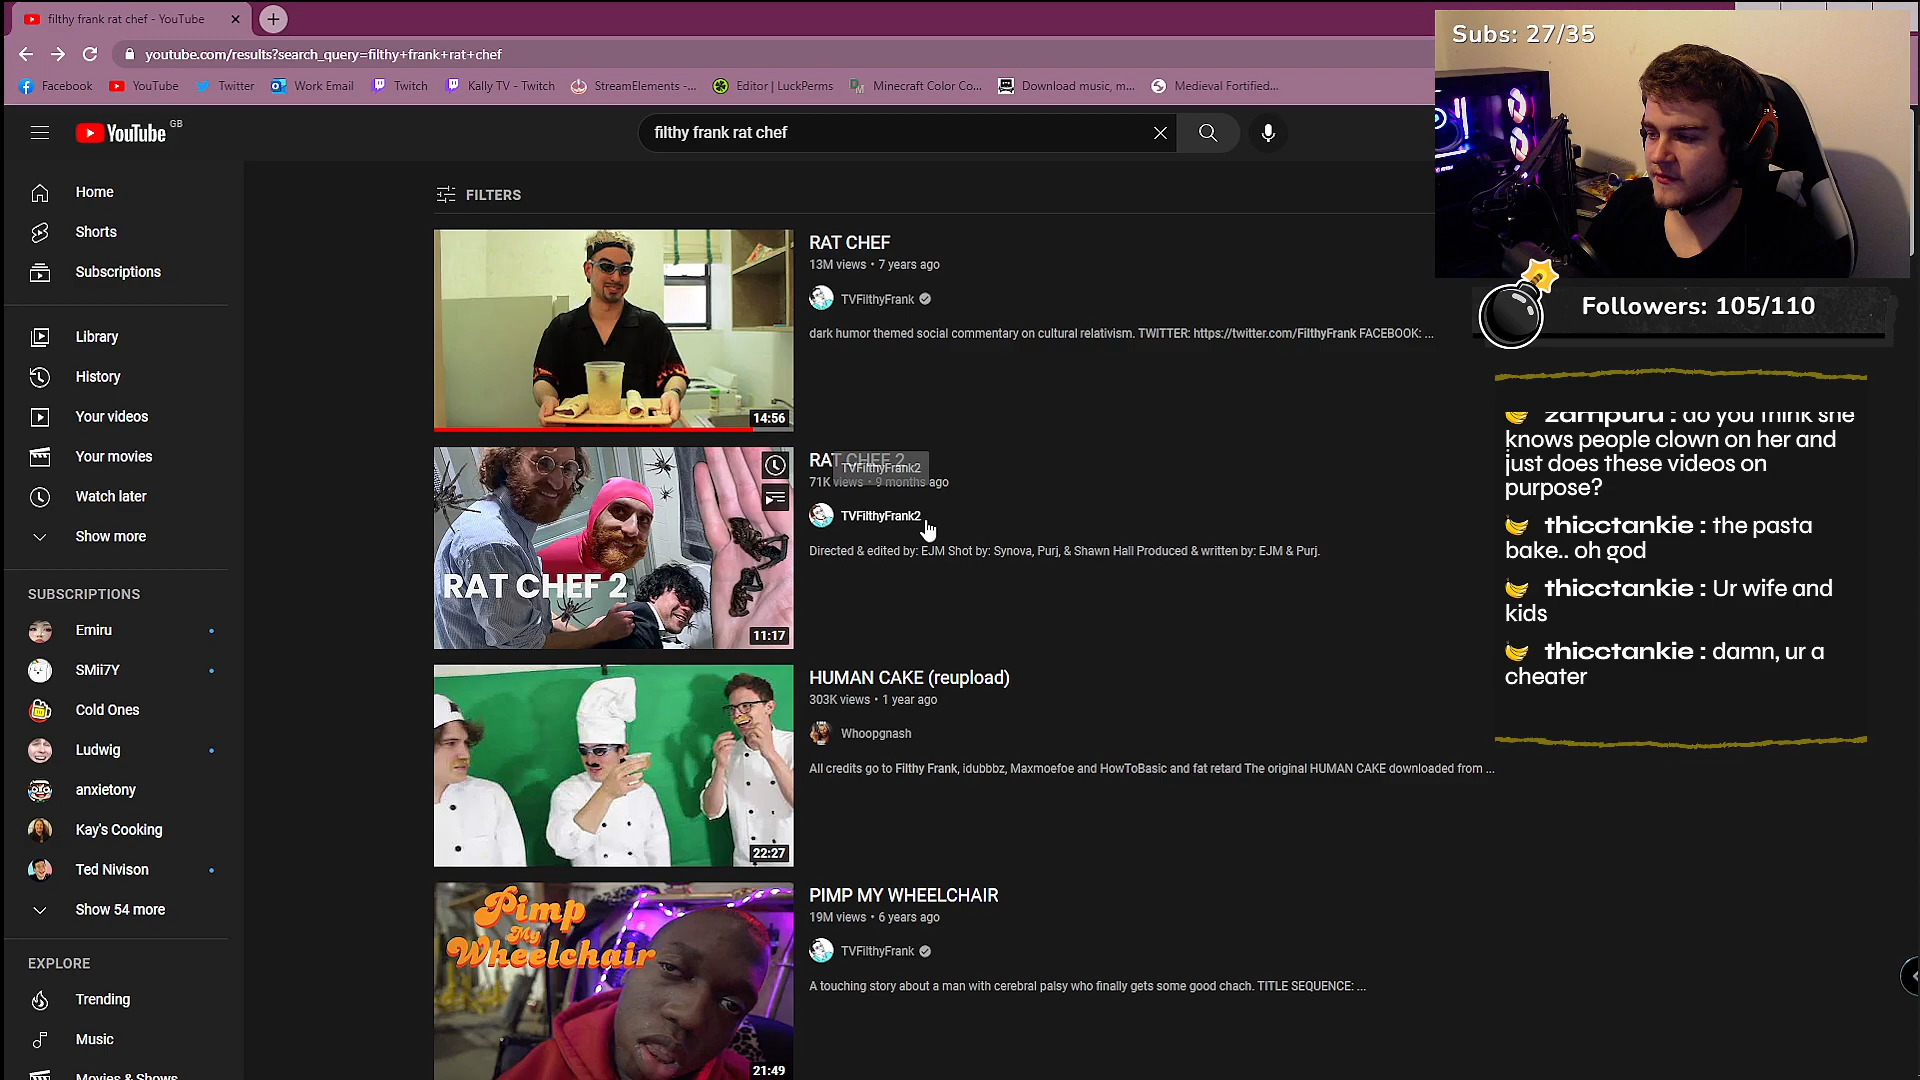 filthy frank rat chef - YouTube
youtube.com/results?search_query=filthy+frank+rat+chef
Facebook
YouTube
Twitter
Work Email
Twitch
Kally TV - Twitch
StreamElements -...
Editor | LuckPerms
DM
Minecraft Color Co...
Download music, m...
Medieval Fortified...
YouTube GB
filthy frank rat chef
Home
Shorts
Subscriptions
Library
History
Your videos
Your movies
Watch later
Show more
SUBSCRIPTIONS
Emiru
SMii7Y
Cold Ones
Ludwig
anxietony
Kay's Cooking
Ted Nivison
Show 54 more
EXPLORE
Trending
Music
Movies & Shows
FILTERS
14:56
RAT CHEF
13M views • 7 years ago
TVFilthyFrank
dark humor themed social commentary on cultural relativism. TWITTER: https://twitter.com/FilthyFrank FACEBOOK: ...
RAT CHEF 2
11:17
RAT CHEF 2
TVFilthyFrank2
71K views • 9 months ago
TVFilthyFrank2
Directed & edited by: EJM Shot by: Synova, Purj, & Shawn Hall Produced & written by: EJM & Purj.
22:27
HUMAN CAKE (reupload)
303K views • 1 year ago
Whoopgnash
All credits go to Filthy Frank, idubbbz, Maxmoefoe and HowToBasic and fat retard The original HUMAN CAKE downloaded from ...
Pimp
My
Wheelchair
21:49
PIMP MY WHEELCHAIR
19M views • 6 years ago
TVFilthyFrank
A touching story about a man with cerebral palsy who finally gets some good chach. TITLE SEQUENCE: ...
Subs: 27/35
Followers: 105/110
zampuru : do you think she
knows people clown on her and
just does these videos on
purpose?
thicctankie : the pasta
bake.. oh god
thicctankie : Ur wife and
kids
thicctankie : damn, ur a
cheater